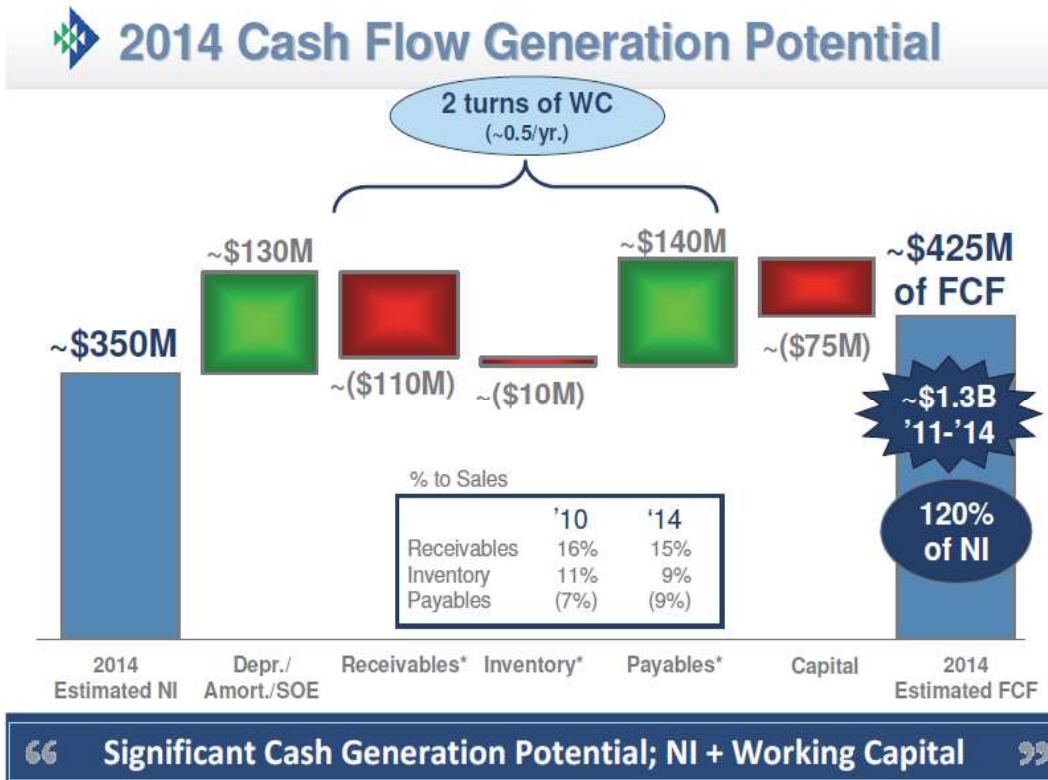 2014 Cash Flow Generation Potential
2 turns of WC
(~0.5/yr.)
~$350M
~$130M
~($110M)
~($10M)
~$140M
~($75M)
~$425M
of FCF
~$1.3B
’11-’14
120%
of NI
% to Sales
’10 ‘14
Receivables 16% 15%
Inventory 11% 9%
Payables (7%) (9%)
2014
Estimated NI
Depr./
Amort./SOE
Receivables*
Inventory*
Payables*
Capital
2014
Estimated FCF
“ Significant Cash Generation Potential; NI + Working Capital ”